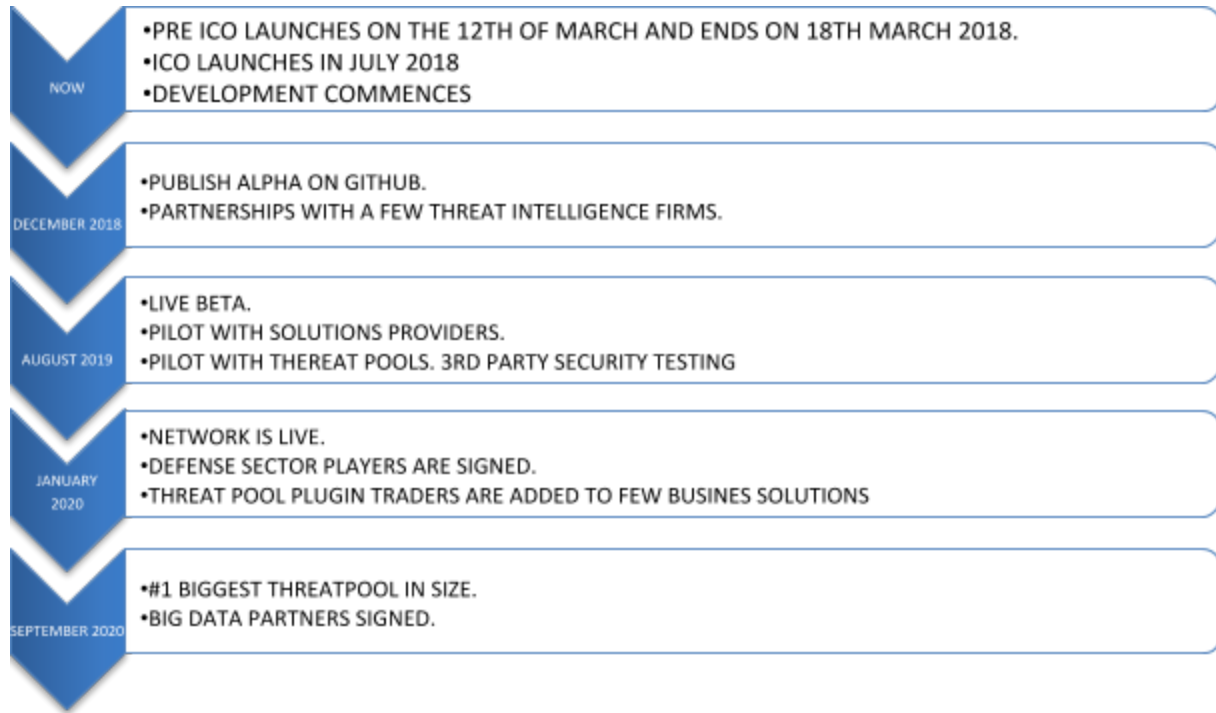 NOW
•PRE ICO LAUNCHES ON THE 12TH OF MARCH AND ENDS ON 18TH MARCH 2018.
•ICO LAUNCHES IN JULY 2018
•DEVELOPMENT COMMENCES
DECEMBER 2018
•PUBLISH ALPHA ON GITHUB.
•PARTNERSHIPS WITH A FEW THREAT INTELLIGENCE FIRMS.
AUGUST 2019
•LIVE BETA.
•PILOT WITH SOLUTIONS PROVIDERS.
•PILOT WITH THEREAT POOLS. 3RD PARTY SECURITY TESTING
JANUARY
2020
•NETWORK IS LIVE.
•DEFENSE SECTOR PLAYERS ARE SIGNED.
•THREAT POOL PLUGIN TRADERS ARE ADDED TO FEW BUSINES SOLUTIONS
SEPTEMBER 2020
•#1 BIGGEST THREATPOOL IN SIZE.
•BIG DATA PARTNERS SIGNED.